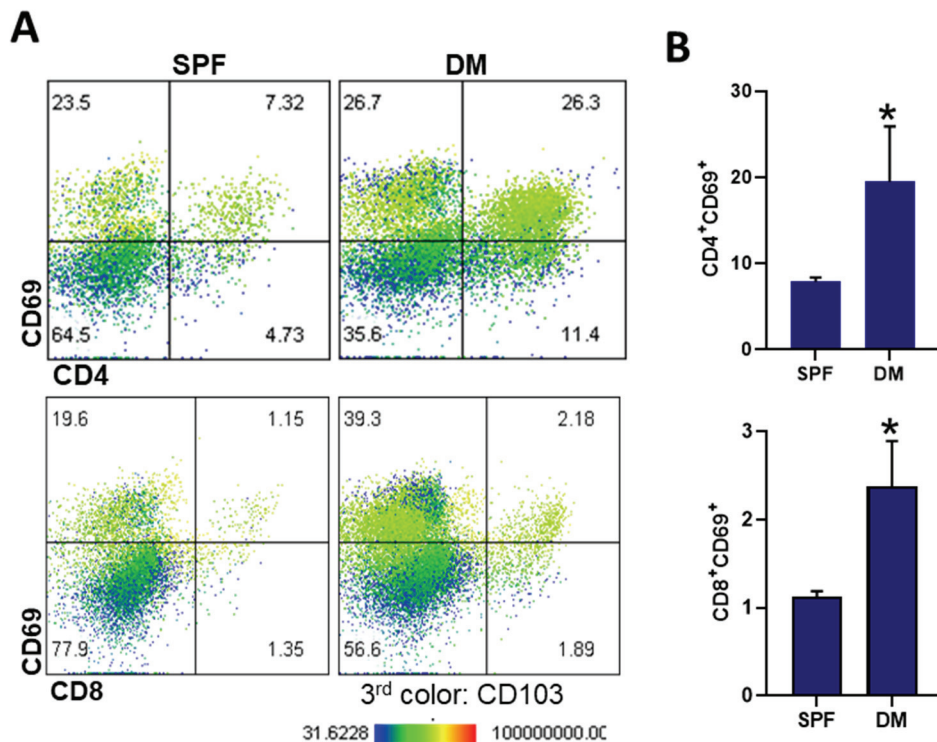 A
B
SPF
DM
23.5
7.32
26.7
26.3
64.5
4.73
35.6
11.4
CD69
CD4
19.6
1.15
39.3
2.18
77.9
1.35
56.6
1.89
CD69
CD8
3rd color: CD103
31.6228
100000000.00
30
20
10
0
CD4+CD69+
*
SPF
DM
3
2
1
0
CD8+CD69+
*
SPF
DM